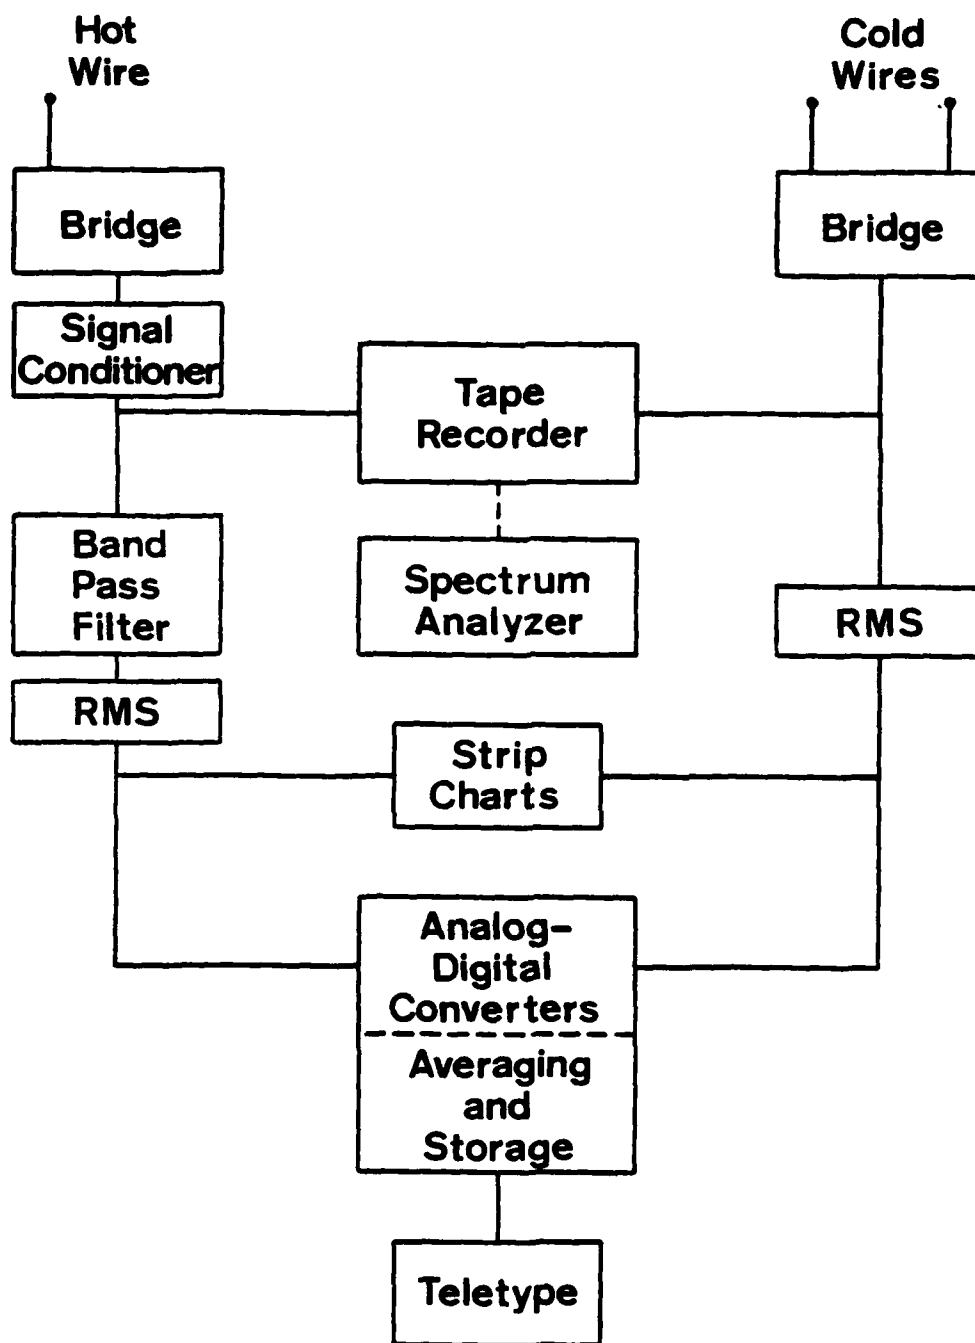 Hot
Wire
Cold
Wires
Bridge
Bridge
Signal
Conditioner
Tape
Recorder
Band
Pass
Filter
Spectrum
Analyzer
RMS
RMS
Strip
Charts
Analog-
Digital
Converters
Averaging
and
Storage
Teletype